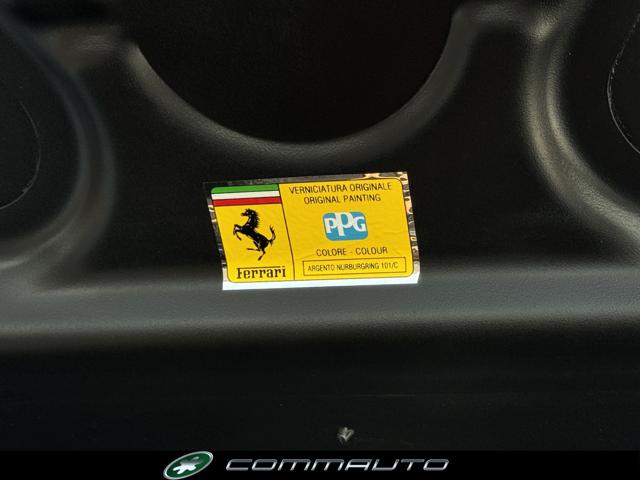 VERNICIATURA ORIGINALE
ORIGINAL PAINTING
PPG
COLORE - COLOUR
ARGENTO NURBURGRING 101/C
Ferrari
COMMAUTO